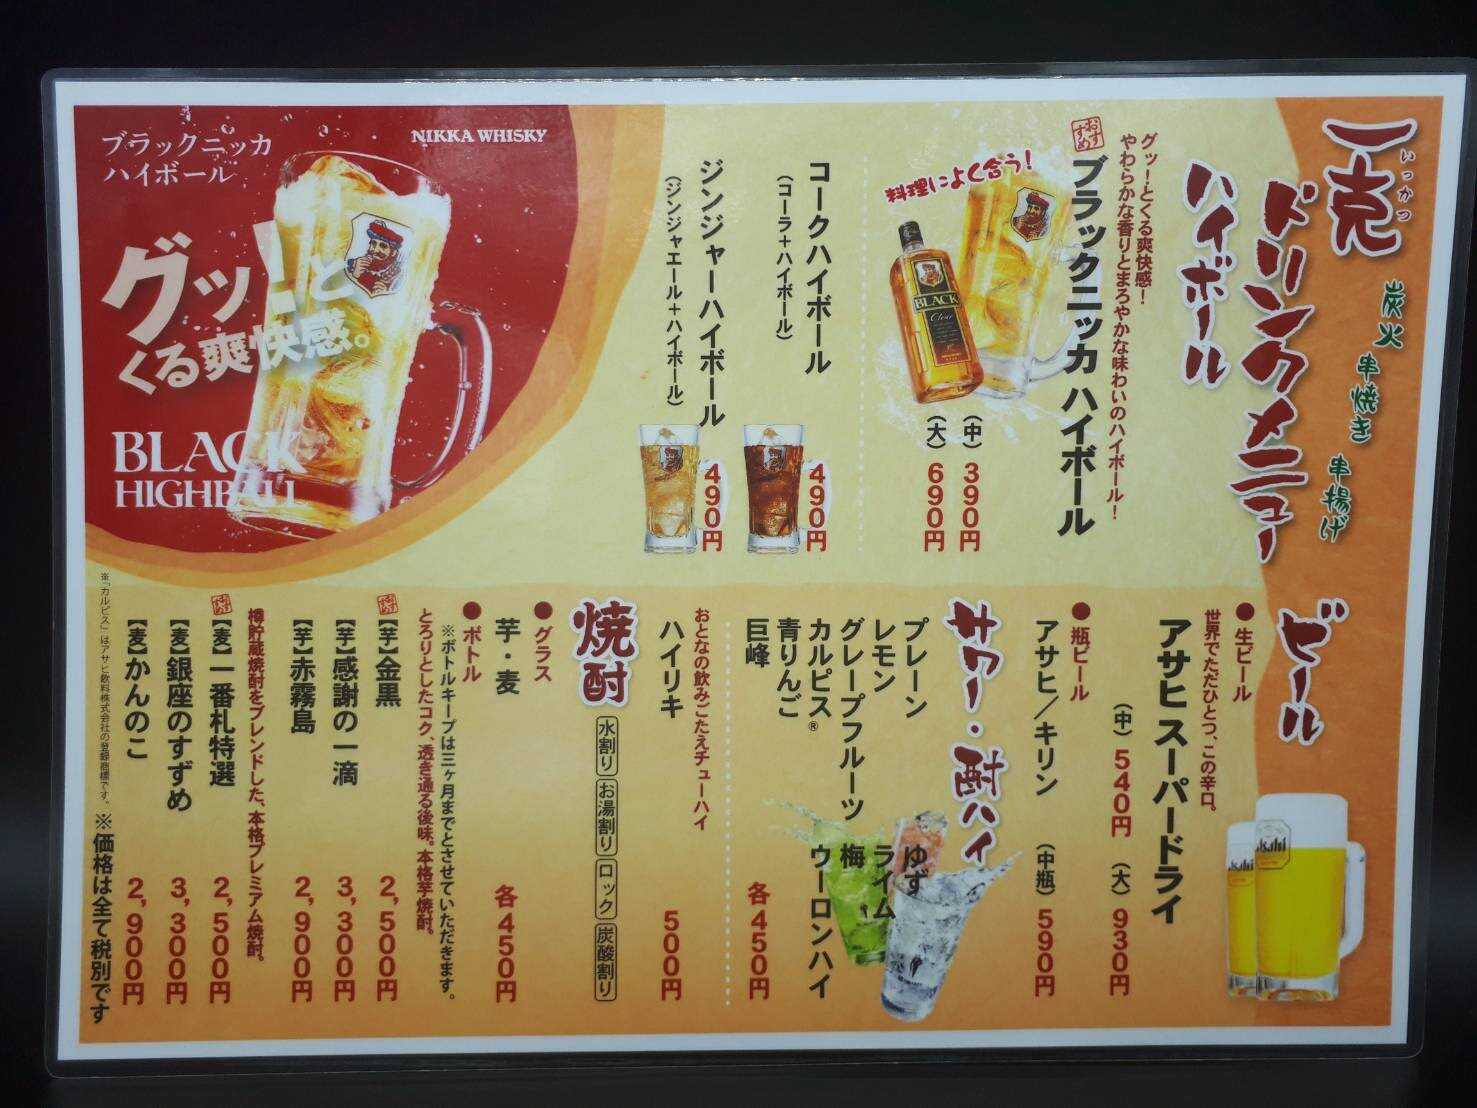 一克
いっかつ
炭火 串焼き 串揚げ
ドリンクメニュー
ハイボール
グッ!とくる爽快感!
やわらかな香りとまろやかな味わいのハイボール!
おすすめ
ブラックニッカ ハイボール
料理によく合う!
BLACK
Clear
(中) 390円
(大) 690円
コークハイボール
(コーラ+ハイボール)
490円
ジンジャーハイボール
(ジンジャエール+ハイボール)
490円
NIKKA WHISKY
ブラックニッカ
ハイボール
グッ!と
くる爽快感。
BLACK
HIGHBALL
ビール
●生ビール
世界でただひとつ、この辛口。
アサヒ スーパードライ
(中) 540円 (大) 930円
●瓶ビール
アサヒ/キリン (中瓶) 590円
Asahi
サワー・酎ハイ
プレーン ゆず
レモン ライム
グレープフルーツ 梅
カルピス® ウーロンハイ
青りんご
巨峰 各450円
おとなの飲みごたえチューハイ
ハイリキ 500円
焼酎
水割り お湯割り ロック 炭酸割り
●グラス
芋・麦 各450円
●ボトル
※ボトルキープは三ヶ月までとさせていただきます。
とろりとしたコク、透き通る後味。本格芋焼酎。
おすすめ
【芋】金黒 2,500円
【芋】感謝の一滴 3,300円
【芋】赤霧島 2,900円
樽貯蔵焼酎をブレンドした、本格プレミアム焼酎。
おすすめ
【麦】一番札特選 2,500円
【麦】銀座のすずめ 3,300円
【麦】かんのこ 2,900円
※「カルピス」はアサヒ飲料株式会社の登録商標です。
※価格は全て税別です